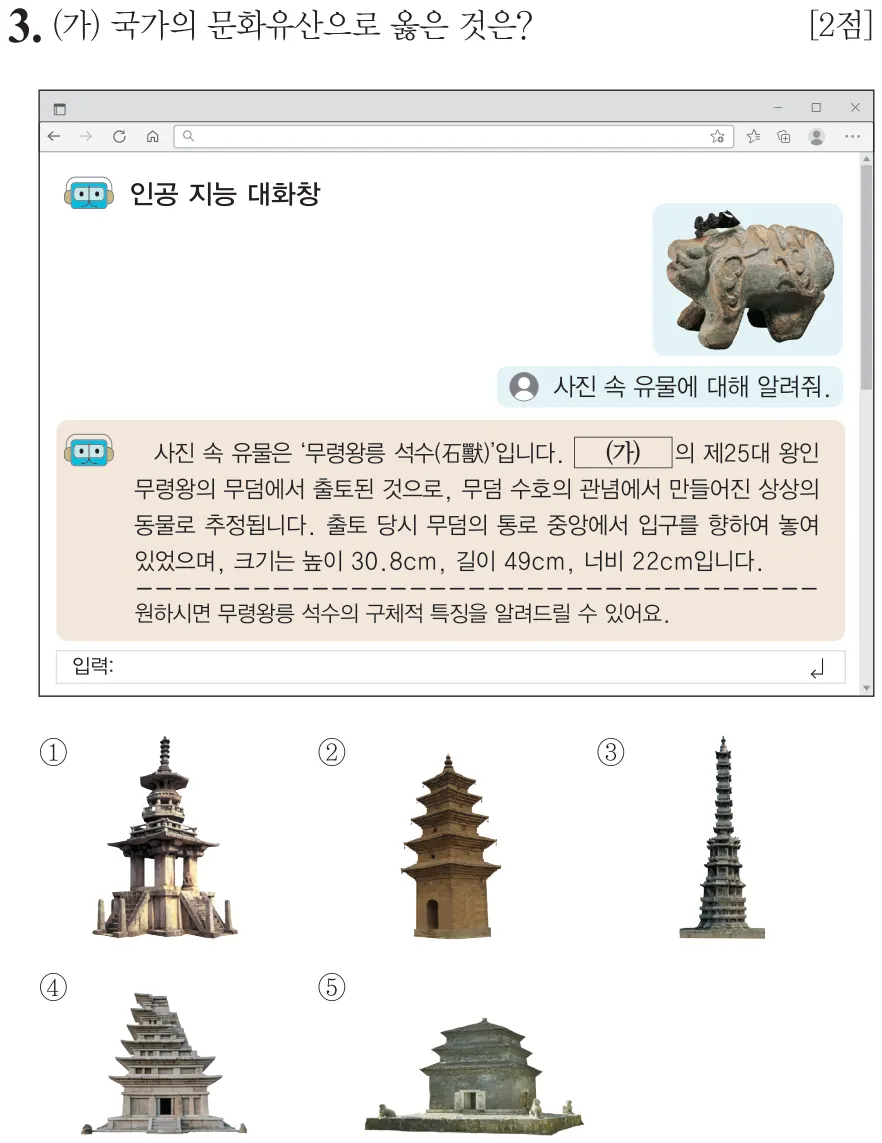 3. (가) 국가의 문화유산으로 옳은 것은? [2점]
인공 지능 대화창
사진 속 유물에 대해 알려줘.
사진 속 유물은 ‘무령왕릉 석수(石獸)’입니다. (가) 의 제25대 왕인
무령왕의 무덤에서 출토된 것으로, 무덤 수호의 관념에서 만들어진 상상의
동물로 추정됩니다. 출토 당시 무덤의 통로 중앙에서 입구를 향하여 놓여
있었으며, 크기는 높이 30.8cm, 길이 49cm, 너비 22cm입니다.
원하시면 무령왕릉 석수의 구체적 특징을 알려드릴 수 있어요.
입력:
① ② ③
④ ⑤